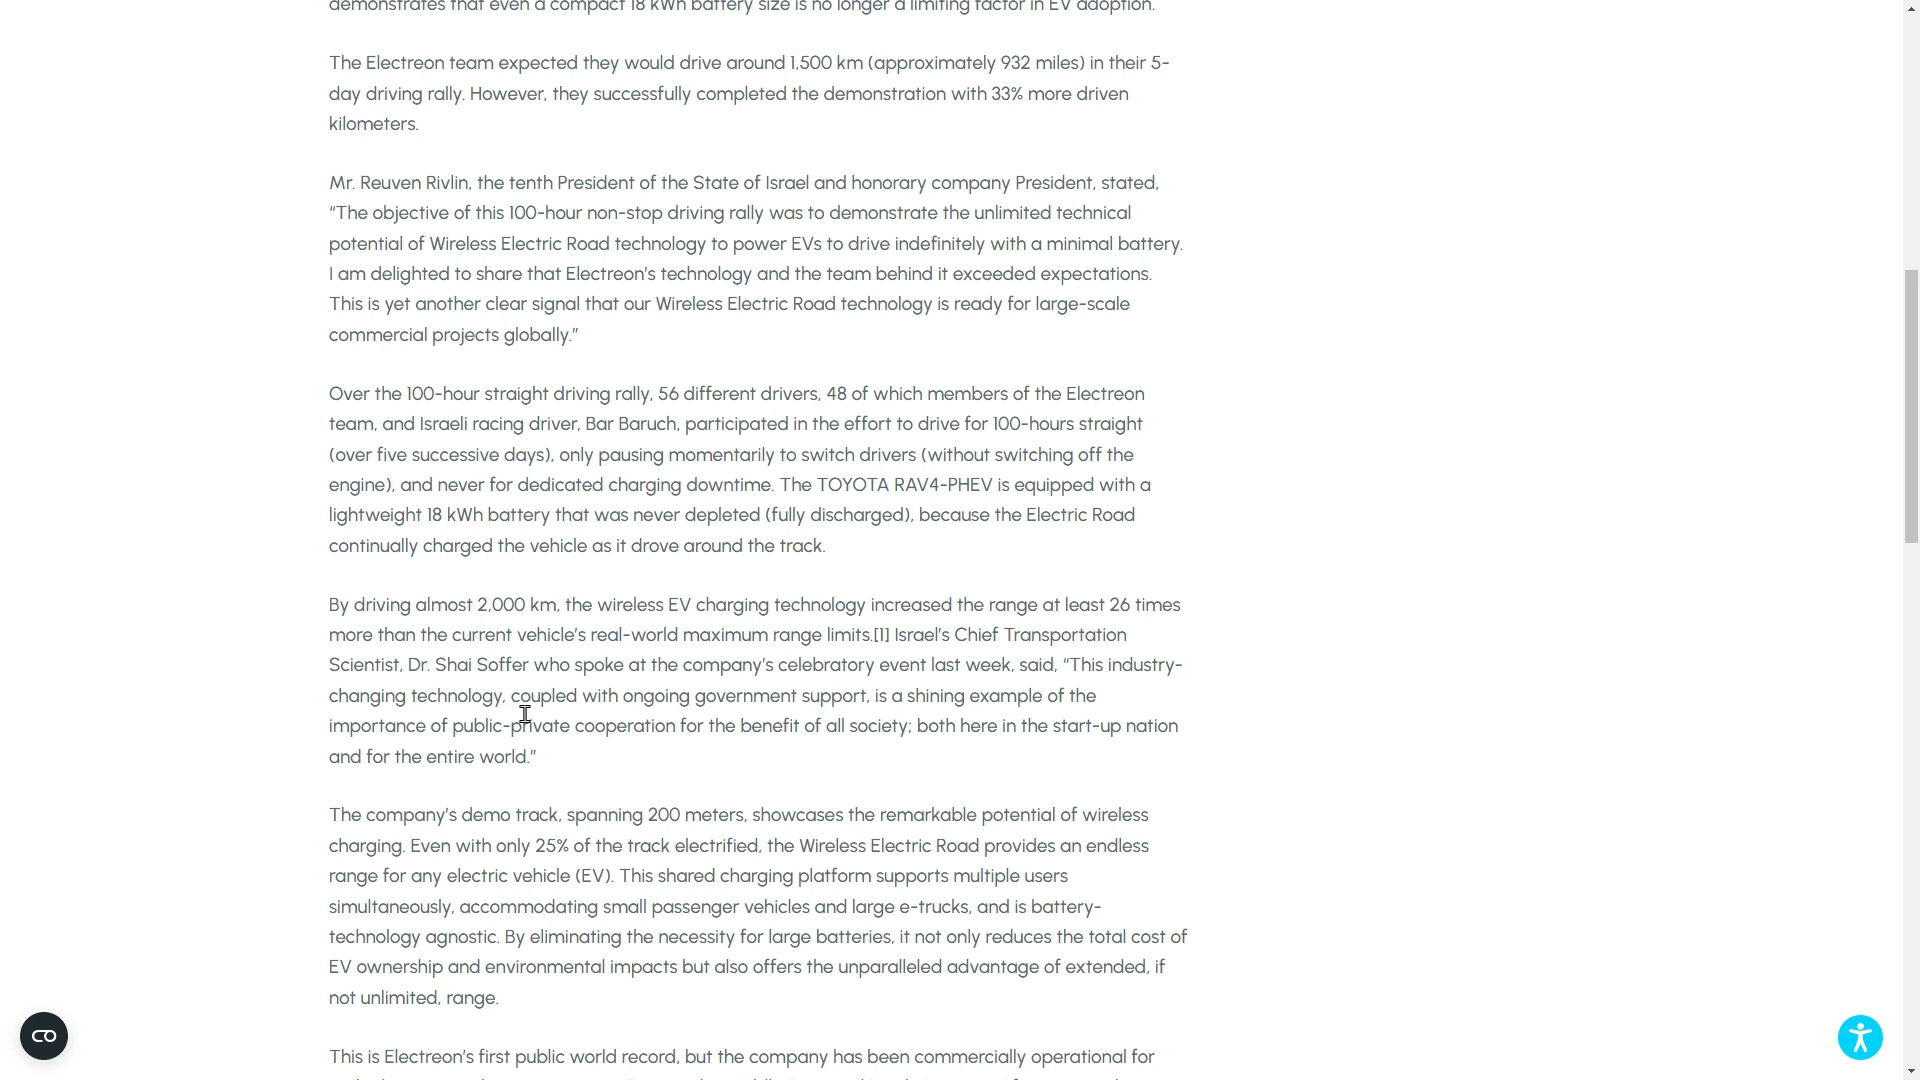 demonstrates that even a compact 18 kWh battery size is no longer a limiting factor in EV adoption.
The Electreon team expected they would drive around 1,500 km (approximately 932 miles) in their 5-
day driving rally. However, they successfully completed the demonstration with 33% more driven
kilometers.
Mr. Reuven Rivlin, the tenth President of the State of Israel and honorary company President, stated,
“The objective of this 100-hour non-stop driving rally was to demonstrate the unlimited technical
potential of Wireless Electric Road technology to power EVs to drive indefinitely with a minimal battery.
I am delighted to share that Electreon’s technology and the team behind it exceeded expectations.
This is yet another clear signal that our Wireless Electric Road technology is ready for large-scale
commercial projects globally.”
Over the 100-hour straight driving rally, 56 different drivers, 48 of which members of the Electreon
team, and Israeli racing driver, Bar Baruch, participated in the effort to drive for 100-hours straight
(over five successive days), only pausing momentarily to switch drivers (without switching off the
engine), and never for dedicated charging downtime. The TOYOTA RAV4-PHEV is equipped with a
lightweight 18 kWh battery that was never depleted (fully discharged), because the Electric Road
continually charged the vehicle as it drove around the track.
By driving almost 2,000 km, the wireless EV charging technology increased the range at least 26 times
more than the current vehicle’s real-world maximum range limits.[1] Israel’s Chief Transportation
Scientist, Dr. Shai Soffer who spoke at the company’s celebratory event last week, said, “This industry-
changing technology, coupled with ongoing government support, is a shining example of the
importance of public-private cooperation for the benefit of all society; both here in the start-up nation
and for the entire world.”
The company’s demo track, spanning 200 meters, showcases the remarkable potential of wireless
charging. Even with only 25% of the track electrified, the Wireless Electric Road provides an endless
range for any electric vehicle (EV). This shared charging platform supports multiple users
simultaneously, accommodating small passenger vehicles and large e-trucks, and is battery-
technology agnostic. By eliminating the necessity for large batteries, it not only reduces the total cost of
EV ownership and environmental impacts but also offers the unparalleled advantage of extended, if
not unlimited, range.
This is Electreon’s first public world record, but the company has been commercially operational for